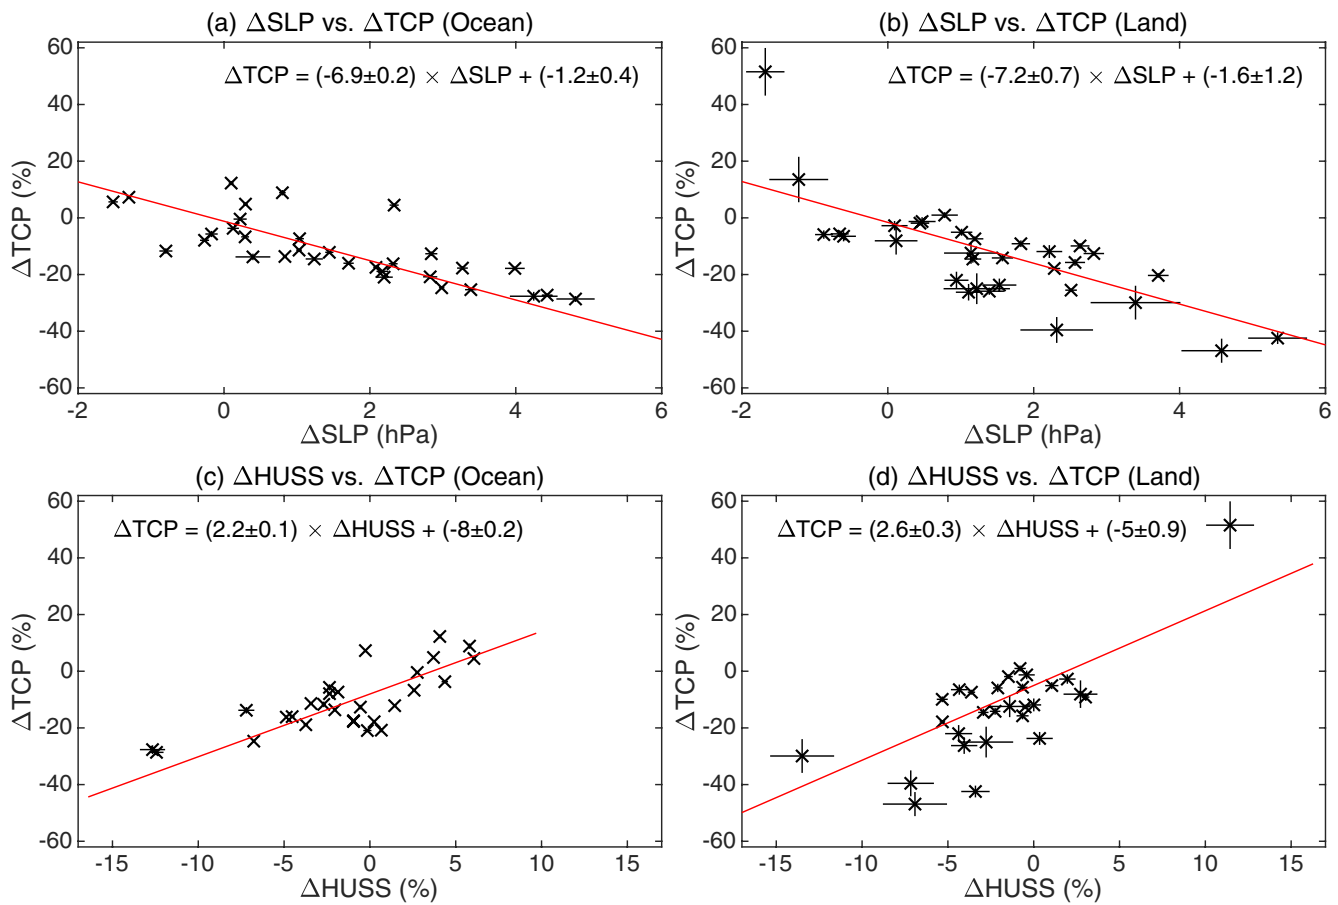 (a) ΔSLP vs. ΔTCP (Ocean)
ΔTCP = (-6.9±0.2) × ΔSLP + (-1.2±0.4)
60
40
20
0
-20
-40
-60
ΔTCP (%)
-2 0 2 4 6
ΔSLP (hPa)
(b) ΔSLP vs. ΔTCP (Land)
ΔTCP = (-7.2±0.7) × ΔSLP + (-1.6±1.2)
60
40
20
0
-20
-40
-60
ΔTCP (%)
-2 0 2 4 6
ΔSLP (hPa)
(c) ΔHUSS vs. ΔTCP (Ocean)
ΔTCP = (2.2±0.1) × ΔHUSS + (-8±0.2)
60
40
20
0
-20
-40
-60
ΔTCP (%)
-15 -10 -5 0 5 10 15
ΔHUSS (%)
(d) ΔHUSS vs. ΔTCP (Land)
ΔTCP = (2.6±0.3) × ΔHUSS + (-5±0.9)
60
40
20
0
-20
-40
-60
ΔTCP (%)
-15 -10 -5 0 5 10 15
ΔHUSS (%)